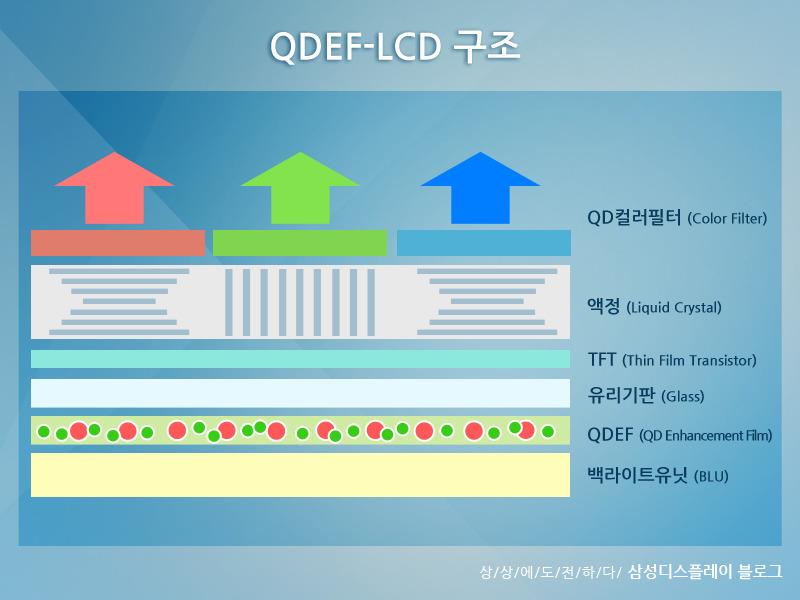 QDEF-LCD 구조
QD컬러필터 (Color Filter)
액정 (Liquid Crystal)
TFT (Thin Film Transistor)
유리기판 (Glass)
QDEF (QD Enhancement Film)
백라이트유닛 (BLU)
상/상/에/도/전/하/다/ 삼성디스플레이 블로그